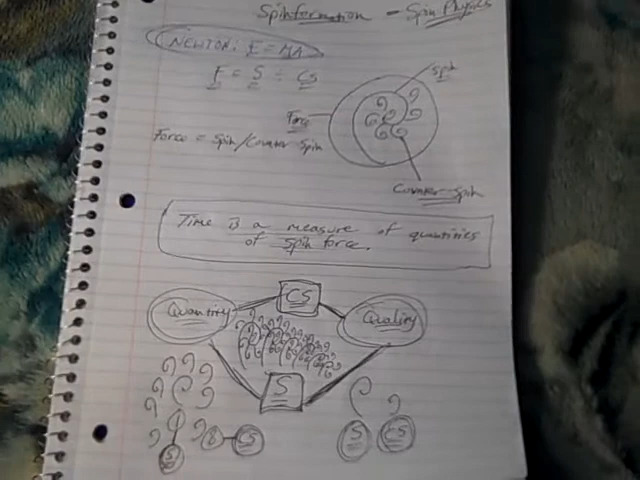 Spinformation - Spin Physics
NEWTON: F = MA
F = S ÷ CS
Spin
Force
Force = Spin/Counter-Spin
Counter-Spin
Time is a measure of quantities
of Spin force.
CS
Quantity
Quality
S
S
CS
S
CS